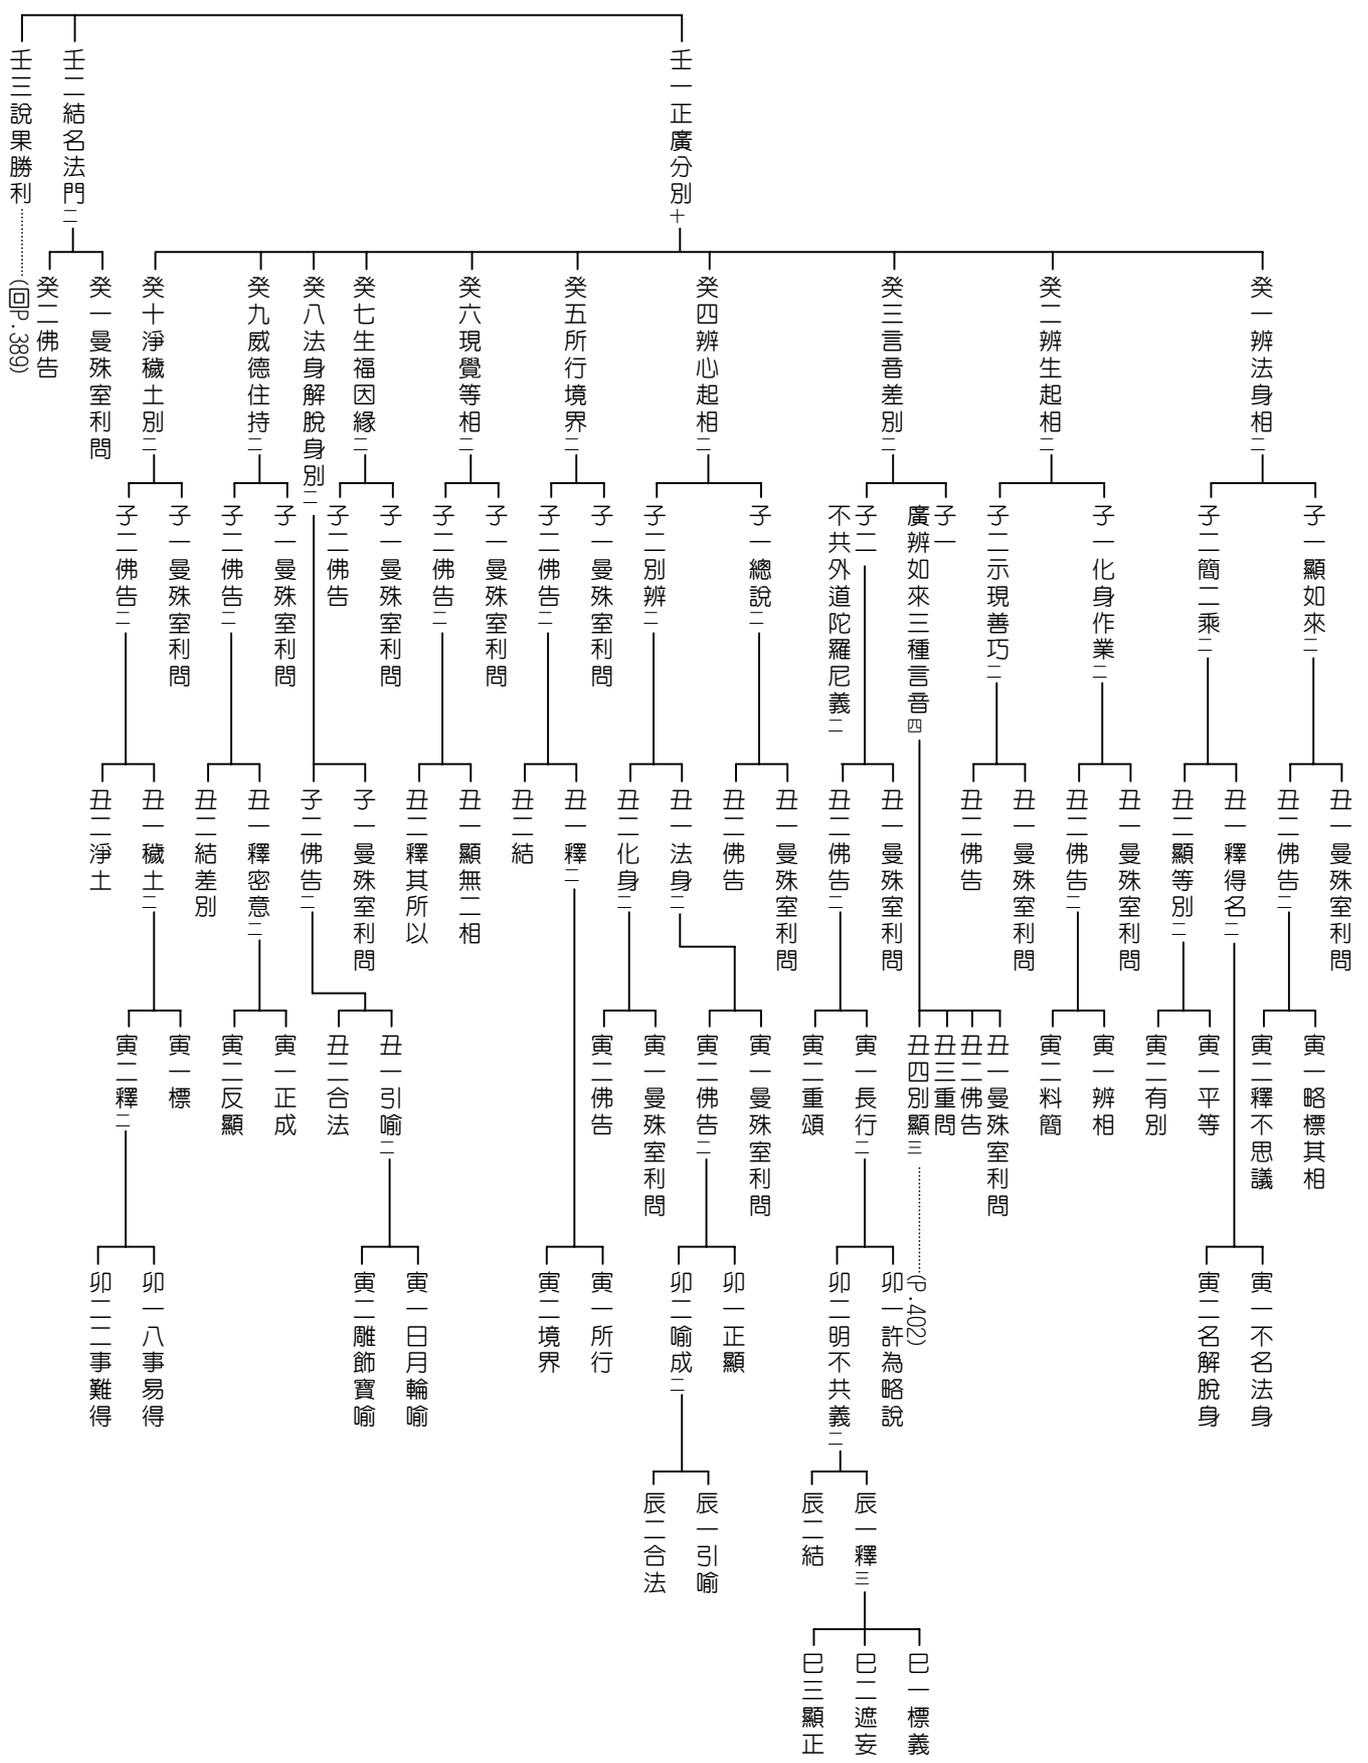 壬一正廣分別十
癸一辨法身相二
子一顯如來二
丑一曼殊室利問
丑二佛告二
寅一略標其相
寅二釋不思議
子二簡二乘二
丑一釋得名二
寅一不名法身
寅二名解脫身
丑二顯等別二
寅一平等
寅二有別
癸二辨生起相二
子一化身作業二
丑一曼殊室利問
丑二佛告二
寅一辨相
寅二料簡
子二示現善巧二
丑一曼殊室利問
丑二佛告
癸三言音差別二
子一
廣辨如來三種言音四
丑一曼殊室利問
丑二佛告
丑三重問
丑四別顯三
(P.402)
子二
不共外道陀羅尼義二
丑一曼殊室利問
丑二佛告二
寅一長行二
卯一許為略說
卯二明不共義二
辰一釋三
巳一標義
巳二遮妄
巳三顯正
辰二結
寅二重頌
癸四辨心起相二
子一總說二
丑一曼殊室利問
丑二佛告
子二別辨二
丑一法身二
寅一曼殊室利問
寅二佛告二
卯一正顯
卯二喻成二
辰一引喻
辰二合法
丑二化身二
寅一曼殊室利問
寅二佛告
癸五所行境界二
子一曼殊室利問
子二佛告二
丑一釋二
寅一所行
寅二境界
丑二結
癸六現覺等相二
子一曼殊室利問
子二佛告二
丑一顯無二相
丑二釋其所以
癸七生福因緣二
子一曼殊室利問
子二佛告
癸八法身解脫身別二
子一曼殊室利問
子二佛告二
丑一引喻二
寅一日月輪喻
寅二雕飾寶喻
丑二合法
癸九威德住持二
子一曼殊室利問
子二佛告二
丑一釋密意二
寅一正成
寅二反顯
丑二結差別
癸十淨穢土別二
子一曼殊室利問
子二佛告二
丑一穢土二
寅一標
寅二釋二
卯一八事易得
卯二二事難得
丑二淨土
壬二結名法門二
癸一曼殊室利問
癸二佛告
壬三說果勝利
(回P.389)